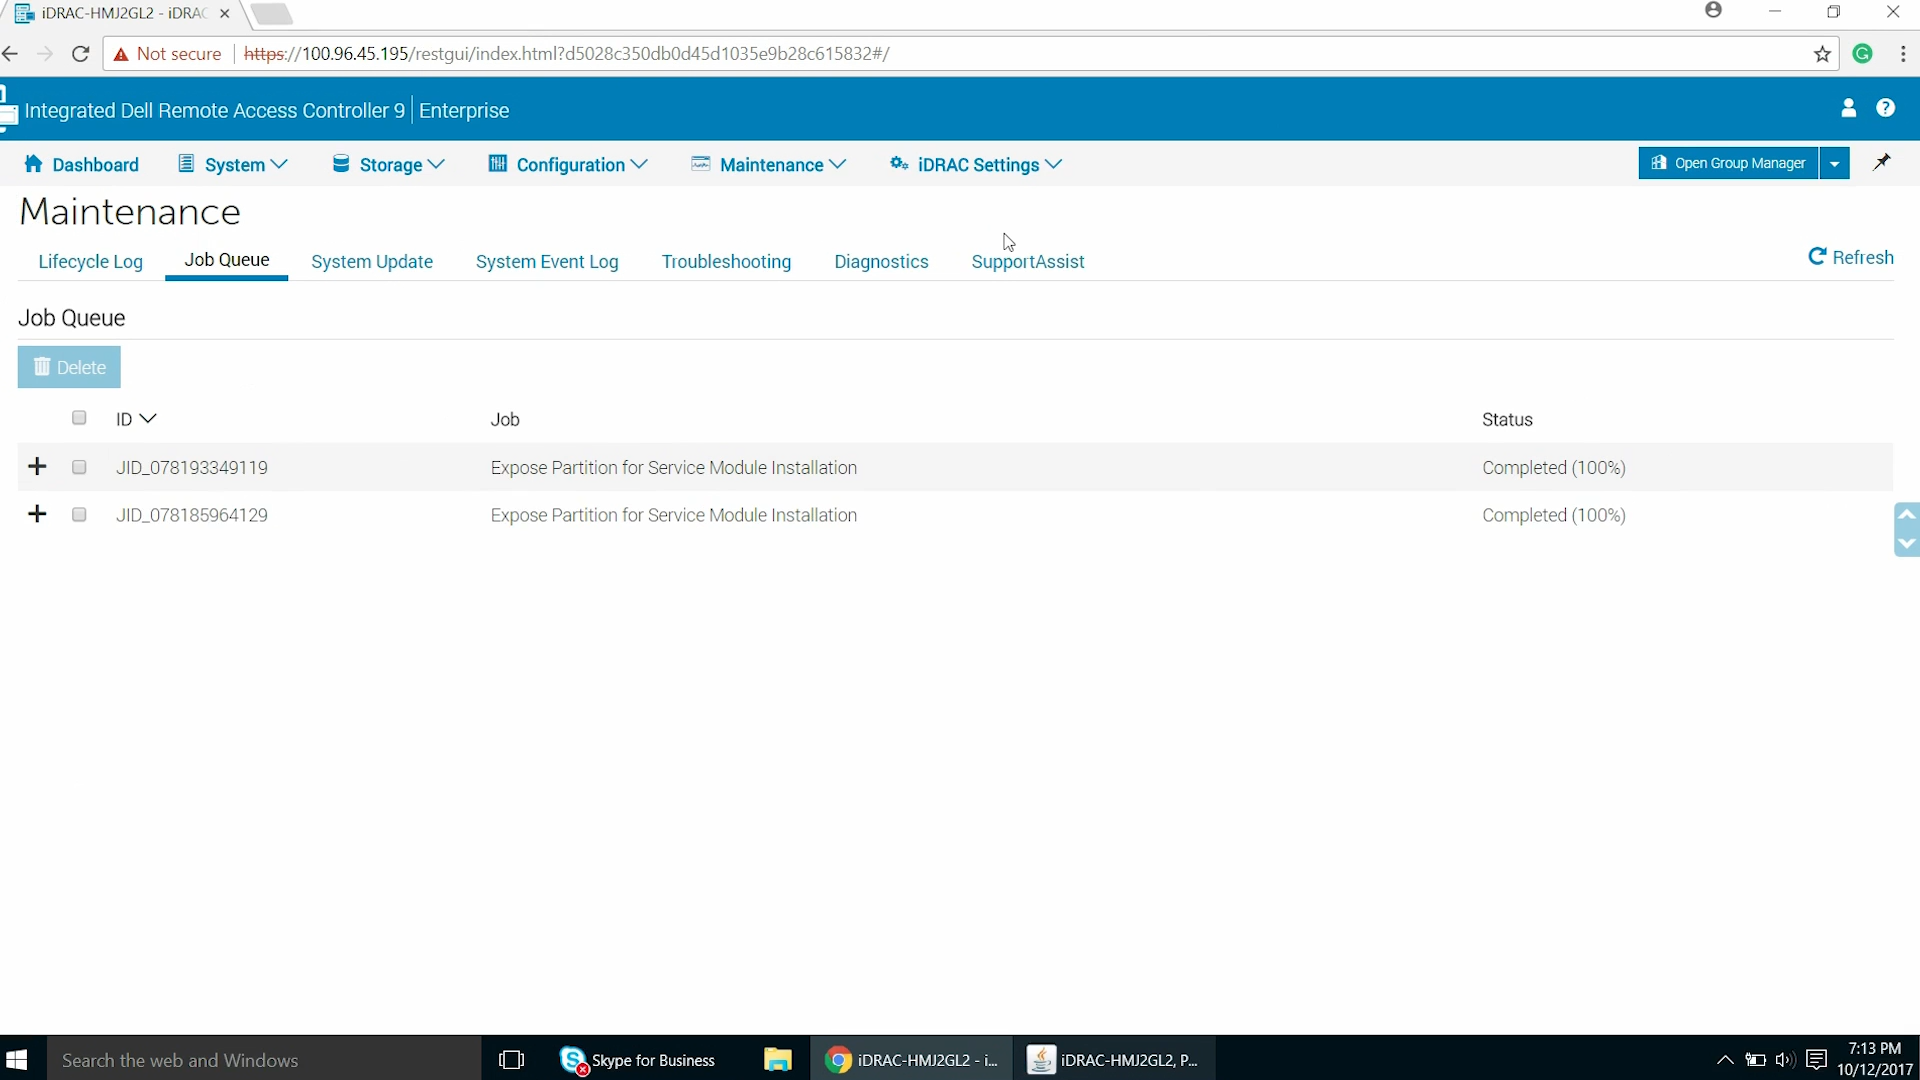 iDRAC-HMJ2GL2 - iDRAC
Not secure https://100.96.45.195/restgui/index.html?d5028c350db0d45d1035e9b28c615832#/
Integrated Dell Remote Access Controller 9 Enterprise
Dashboard System Storage Configuration Maintenance iDRAC Settings Open Group Manager
Maintenance
Lifecycle Log Job Queue System Update System Event Log Troubleshooting Diagnostics SupportAssist Refresh
Job Queue
Delete
ID Job Status
JID_078193349119 Expose Partition for Service Module Installation Completed (100%)
JID_078185964129 Expose Partition for Service Module Installation Completed (100%)
Search the web and Windows Skype for Business iDRAC-HMJ2GL2 - i... iDRAC-HMJ2GL2, P... 7:13 PM
10/12/2017